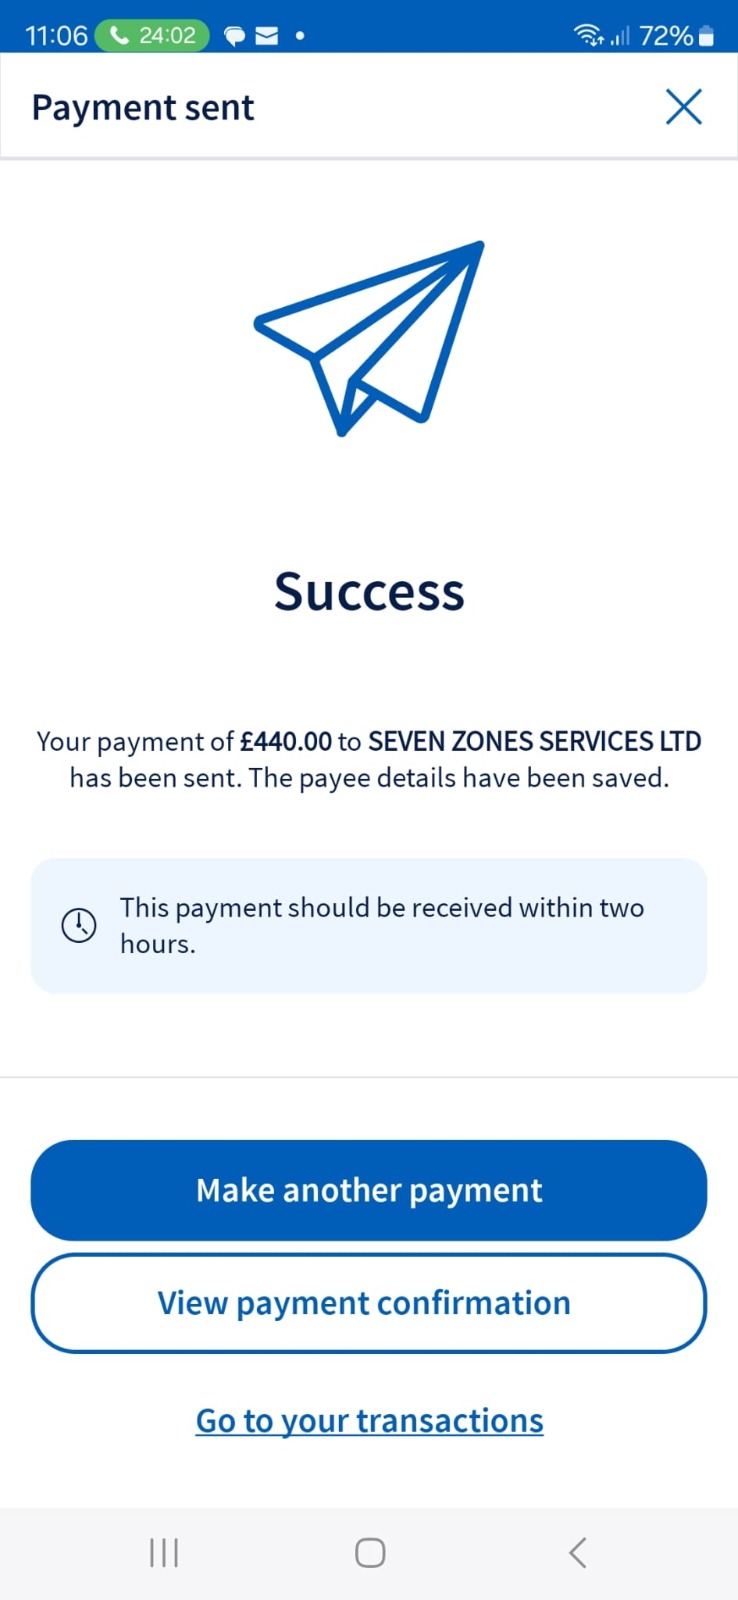 11:06 24:02 72%
Payment sent
Success
Your payment of £440.00 to SEVEN ZONES SERVICES LTD
has been sent. The payee details have been saved.
This payment should be received within two
hours.
Make another payment
View payment confirmation
Go to your transactions